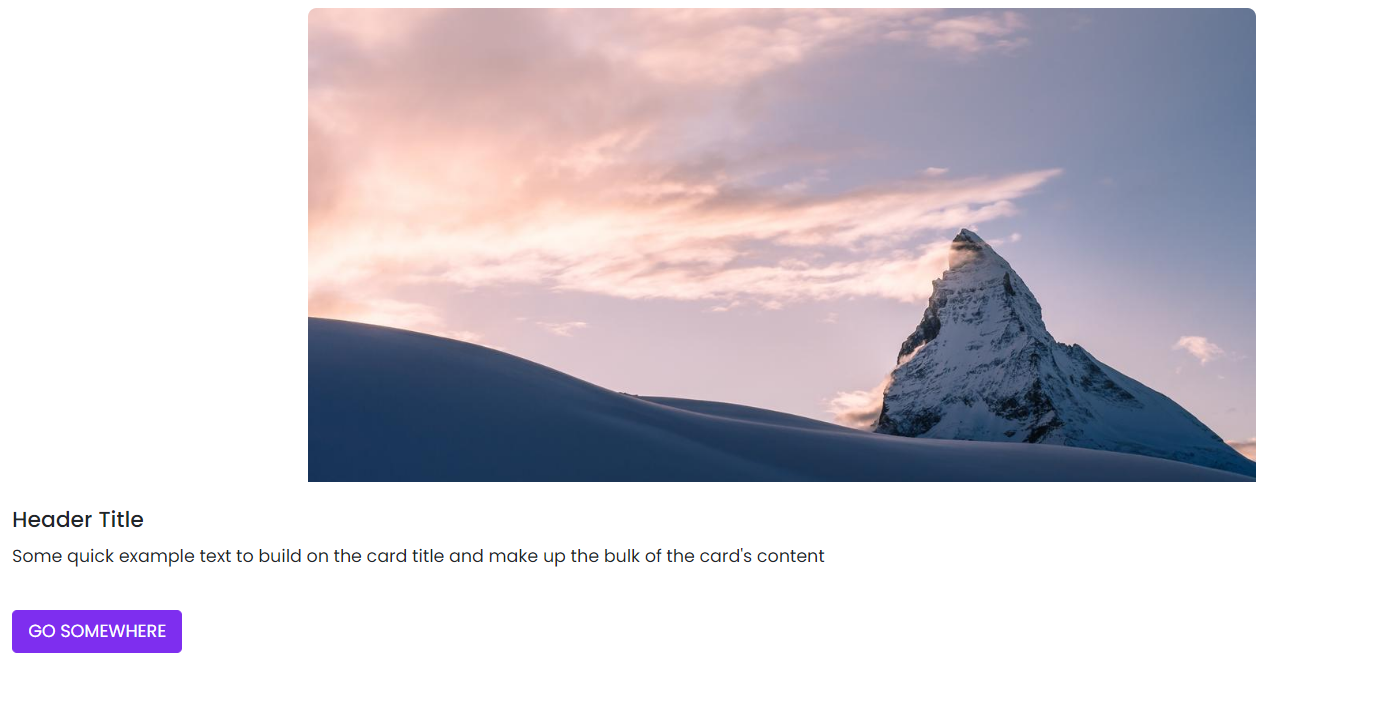 Header Title
Some quick example text to build on the card title and make up the bulk of the card's content
GO SOMEWHERE